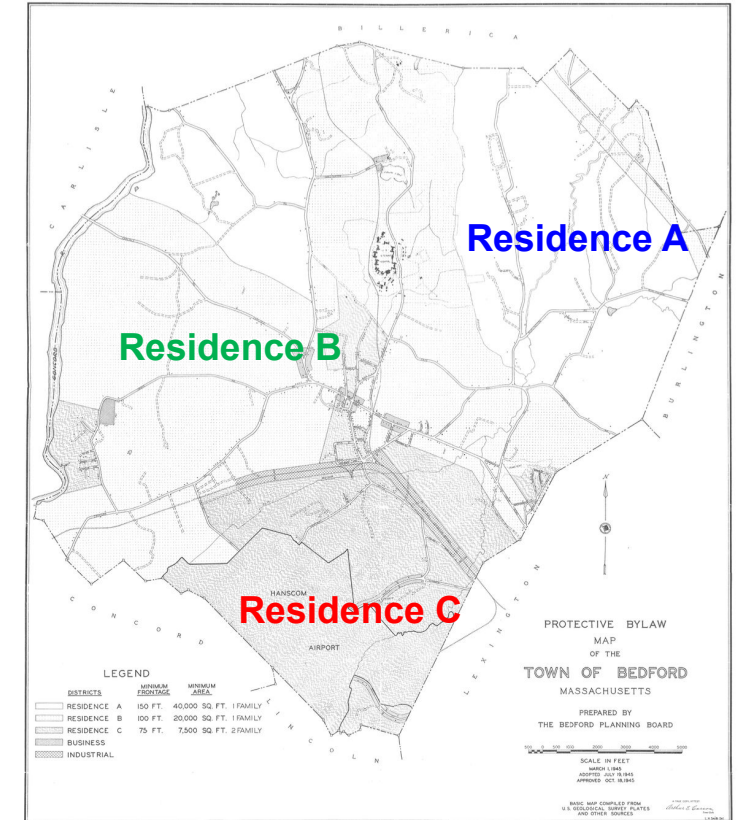 BILLERICA
CARLISLE
Residence A
BURLINGTON
Residence B
CONCORD
HANSCOM
Residence C
AIRPORT
CONCORD
LEXINGTON
LINCOLN
PROTECTIVE BYLAW
MAP
OF THE
TOWN OF BEDFORD
MASSACHUSETTS
PREPARED BY
THE BEDFORD PLANNING BOARD
SCALE IN FEET
MARCH 1, 1945
ADOPTED JULY 19, 1945
APPROVED OCT. 18, 1945
BASIC MAP COMPILED FROM
U.S. GEOLOGICAL SURVEY PLATES
AND OTHER SOURCES
LEGEND
DISTRICTS MINIMUM FRONTAGE MINIMUM AREA
RESIDENCE A 150 FT. 40,000 SQ. FT. 1 FAMILY
RESIDENCE B 100 FT. 20,000 SQ. FT. 1 FAMILY
RESIDENCE C 75 FT. 7,500 SQ. FT. 2 FAMILY
BUSINESS
INDUSTRIAL
N